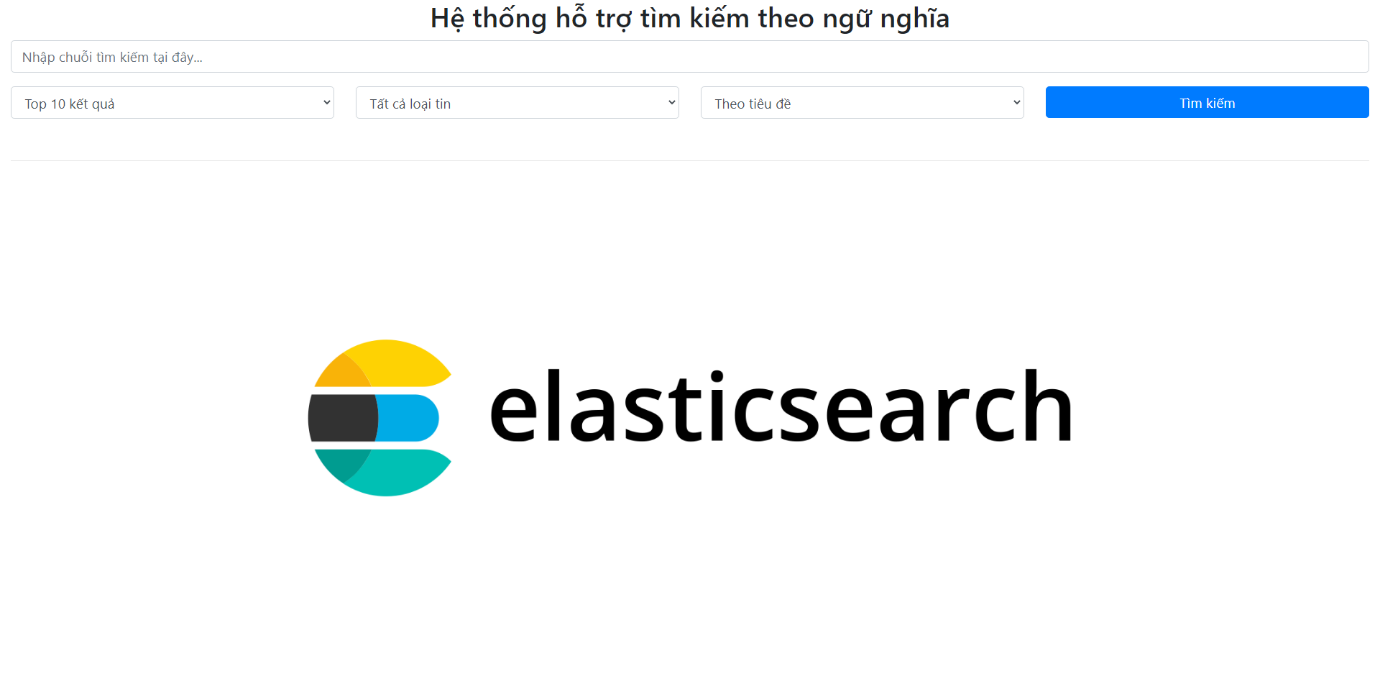 Hệ thống hỗ trợ tìm kiếm theo ngữ nghĩa
Nhập chuỗi tìm kiếm tại đây...
Top 10 kết quả
Tất cả loại tin
Theo tiêu đề
Tìm kiếm
elasticsearch